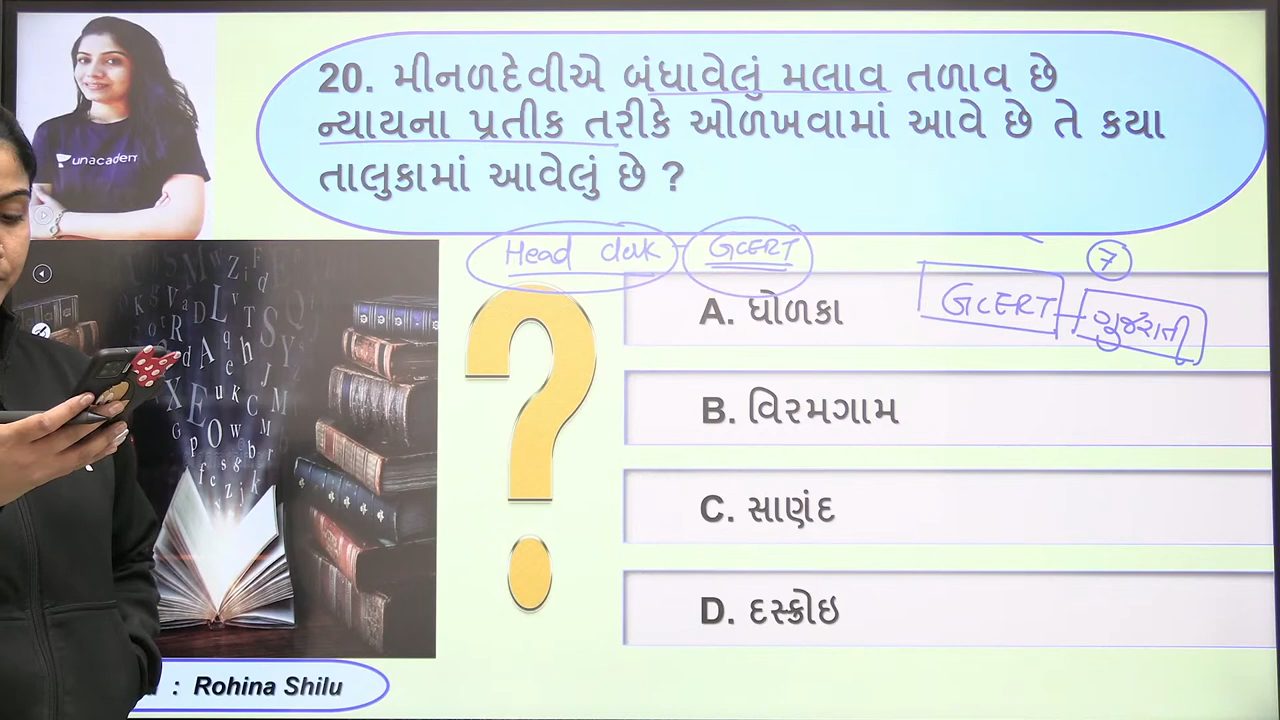 unacadem
20. મીનળદેવીએ બંધાવેલું મલાવ તળાવ છે
ન્યાયના પ્રતીક તરીકે ઓળખવામાં આવે છે તે કયા
તાલુકામાં આવેલું છે ?
Head clerk GCERT
7
GCERT ગુજરાતી
A. ધોળકા
B. વિરમગામ
C. સાણંદ
D. દસ્ક્રોઇ
: Rohina Shilu